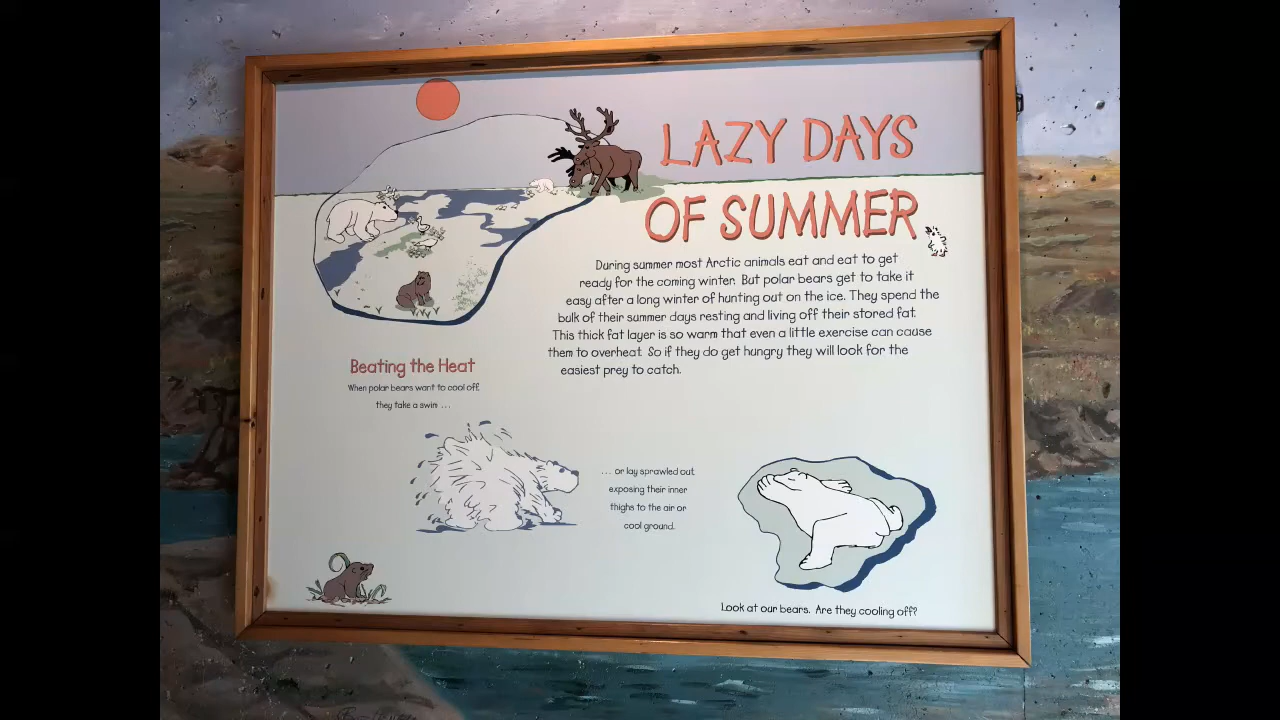 LAZY DAYS
OF SUMMER
During summer most Arctic animals eat and eat to get
ready for the coming winter. But polar bears get to take it
easy after a long winter of hunting out on the ice. They spend the
bulk of their summer days resting and living off their stored fat.
This thick fat layer is so warm that even a little exercise can cause
them to overheat. So if they do get hungry they will look for the
easiest prey to catch.
Beating the Heat
When polar bears want to cool off,
they take a swim ...
... or lay sprawled out,
exposing their inner
thighs to the air or
cool ground.
Look at our bears. Are they cooling off?